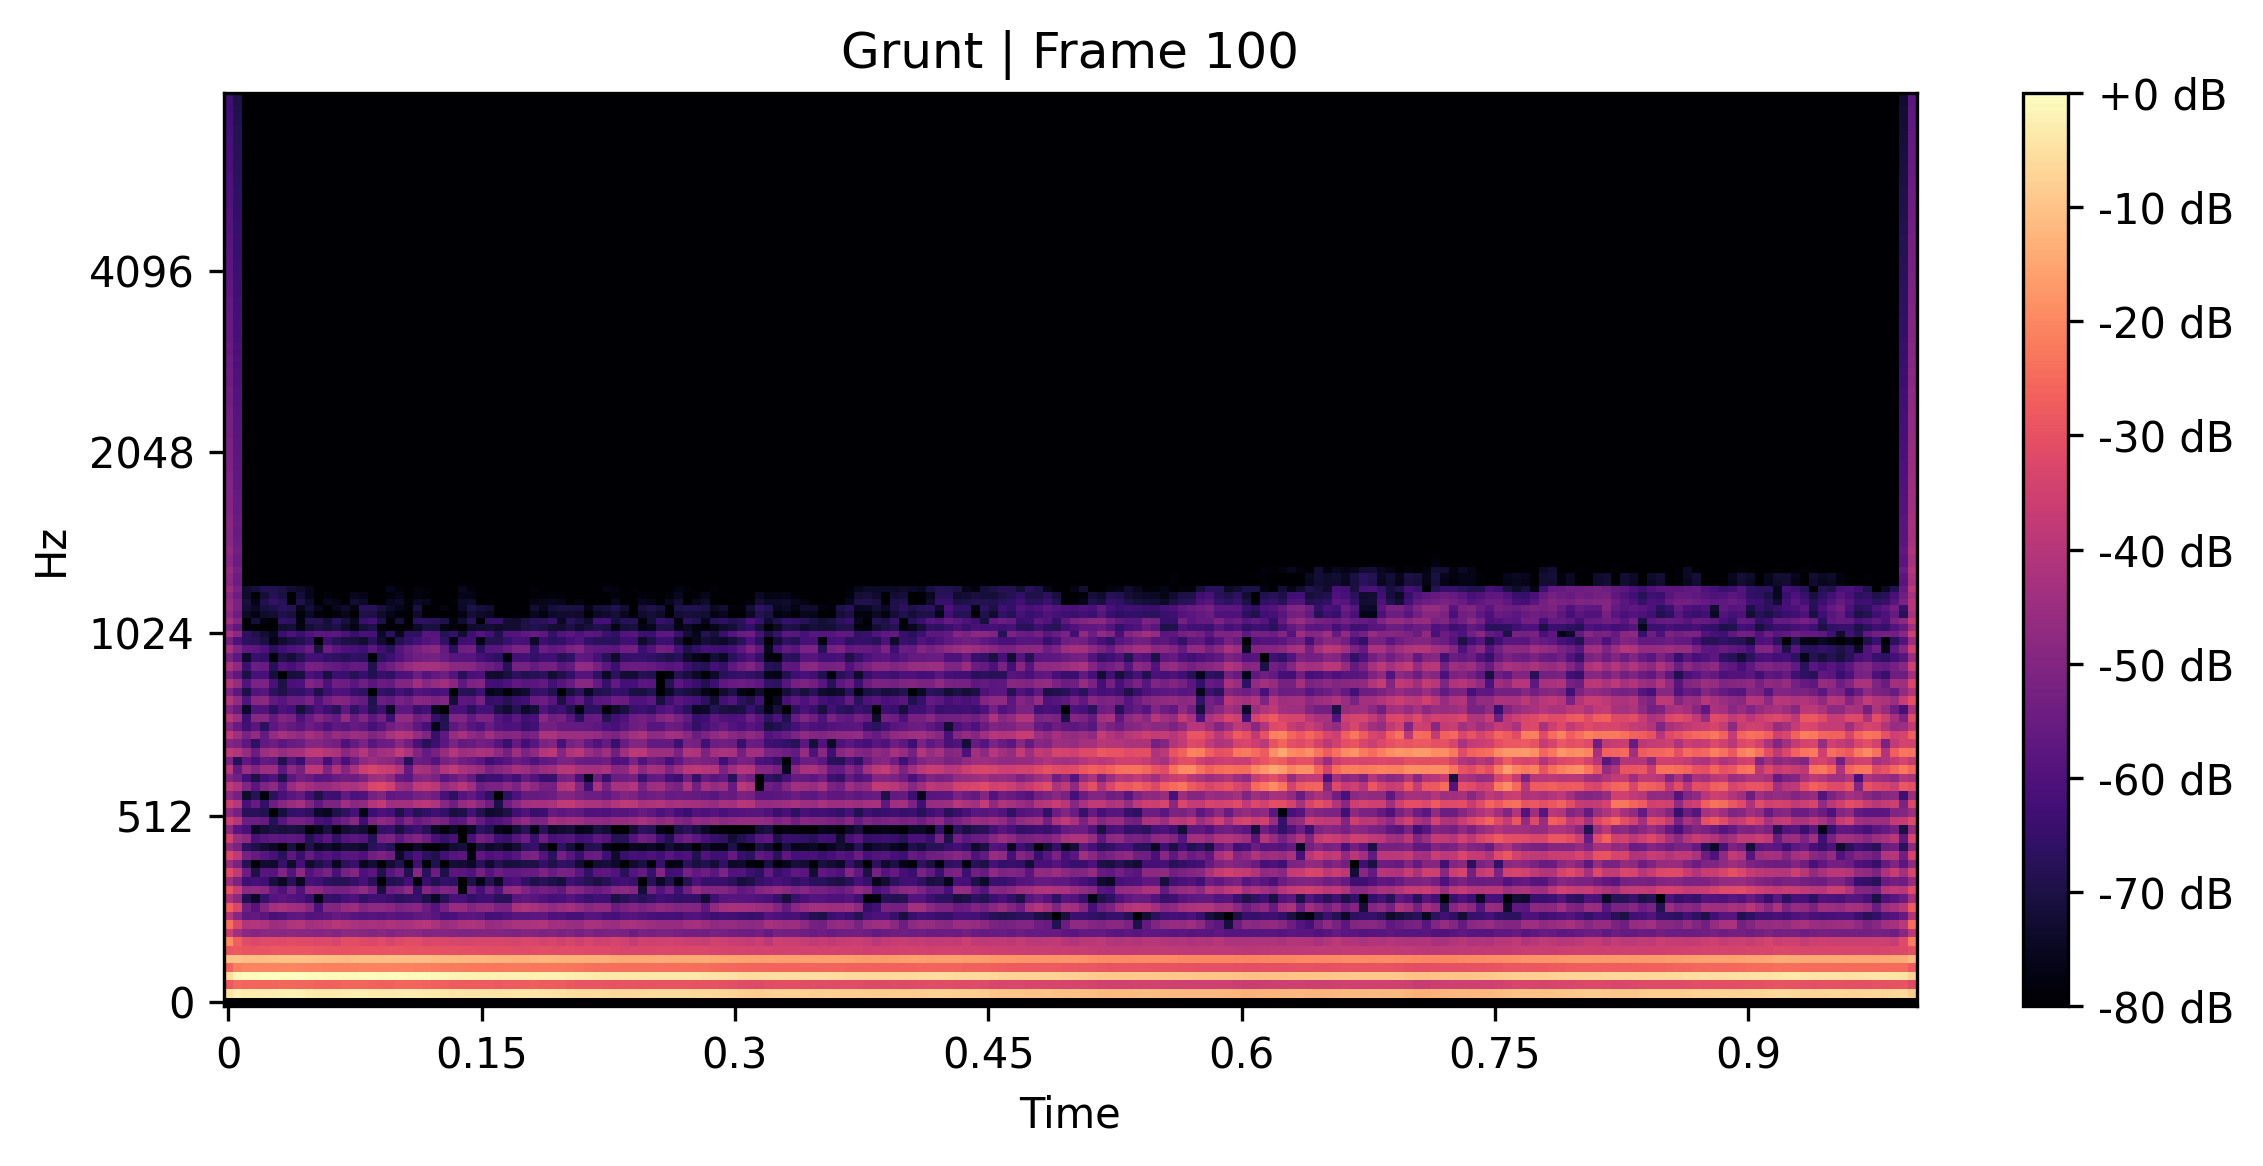 Grunt | Frame 100
+0 dB
-10 dB
-20 dB
-30 dB
-40 dB
-50 dB
-60 dB
-70 dB
-80 dB
Hz
4096
2048
1024
512
0
0 0.15 0.3 0.45 0.6 0.75 0.9
Time